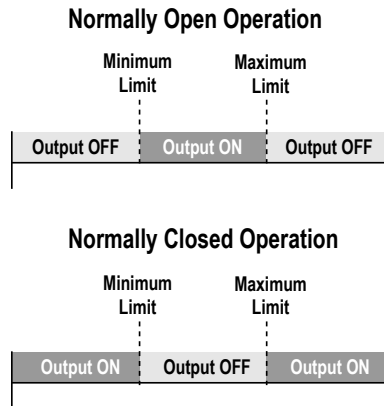 Normally Open Operation
Minimum Limit
Maximum Limit
Output OFF
Output ON
Output OFF
Normally Closed Operation
Minimum Limit
Maximum Limit
Output ON
Output OFF
Output ON